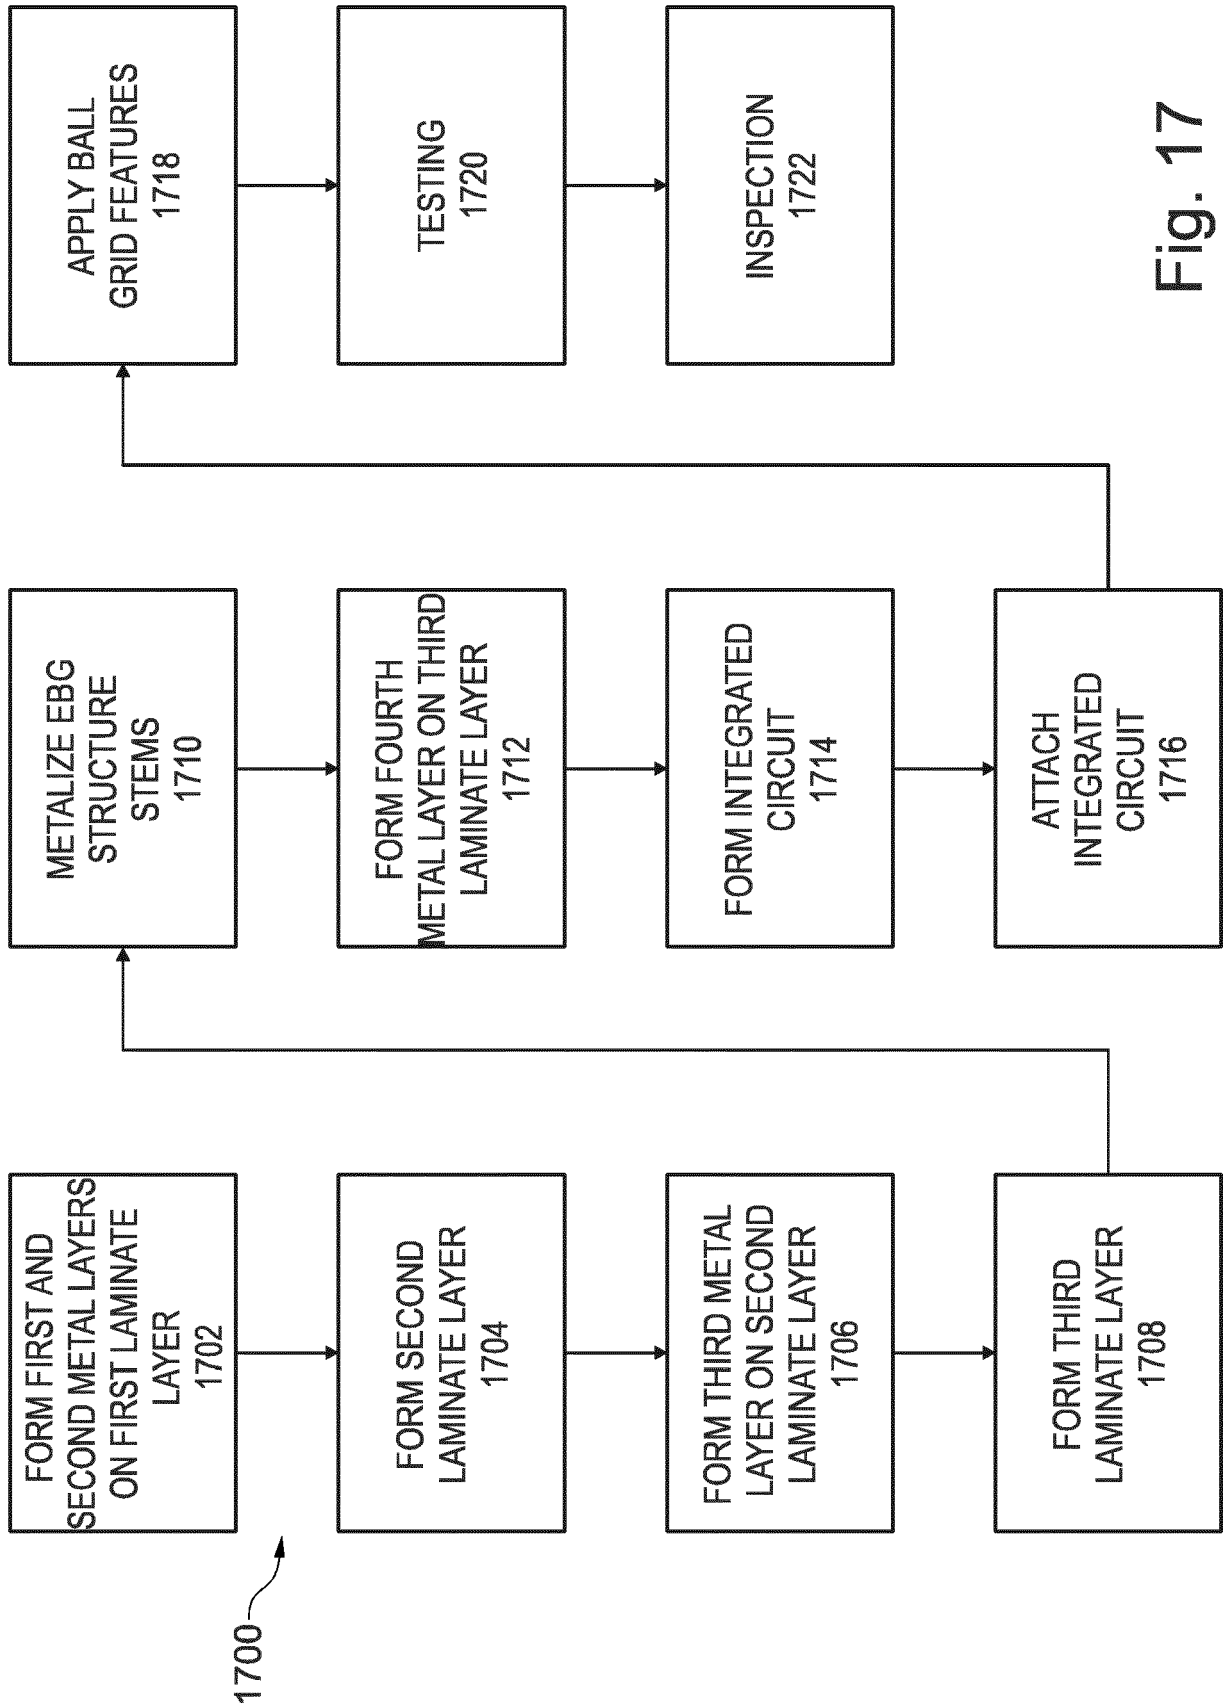 1700
FORM FIRST AND
SECOND METAL LAYERS
ON FIRST LAMINATE
LAYER
1702
FORM SECOND
LAMINATE LAYER
1704
FORM THIRD METAL
LAYER ON SECOND
LAMINATE LAYER
1706
FORM THIRD
LAMINATE LAYER
1708
METALIZE EBG
STRUCTURE
STEMS
1710
FORM FOURTH
METAL LAYER ON THIRD
LAMINATE LAYER
1712
FORM INTEGRATED
CIRCUIT
1714
ATTACH
INTEGRATED
CIRCUIT
1716
APPLY BALL
GRID FEATURES
1718
TESTING
1720
INSPECTION
1722
Fig. 17